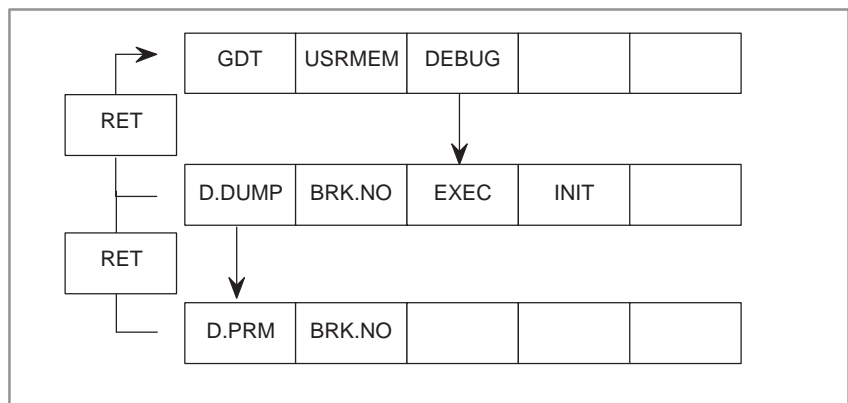 GDT USRMEM DEBUG
RET
D.DUMP BRK.NO EXEC INIT
RET
D.PRM BRK.NO